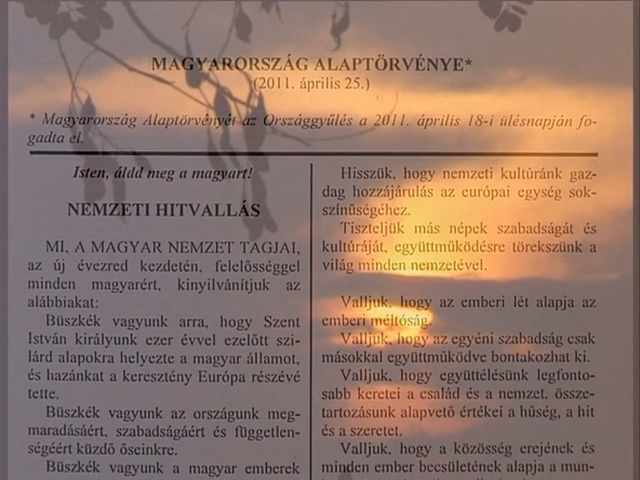 MAGYARORSZÁG ALAPTÖRVÉNYE*
(2011. április 25.)
* Magyarország Alaptörvényét az Országgyűlés a 2011. április 18-i ülésnapján fo-
gadta el.
Isten, áldd meg a magyart!
NEMZETI HITVALLÁS
MI, A MAGYAR NEMZET TAGJAI,
az új évezred kezdetén, felelősséggel
minden magyarért, kinyilvánítjuk az
alábbiakat:
Büszkék vagyunk arra, hogy Szent
István királyunk ezer évvel ezelőtt szi-
lárd alapokra helyezte a magyar államot,
és hazánkat a keresztény Európa részévé
tette.
Büszkék vagyunk az országunk meg-
maradásáért, szabadságáért és független-
ségéért küzdő őseinkre.
Büszkék vagyunk a magyar emberek
Hisszük, hogy nemzeti kultúránk gaz-
dag hozzájárulás az európai egység sok-
színűségéhez.
Tiszteljük más népek szabadságát és
kultúráját, együttműködésre törekszünk a
világ minden nemzetével.
Valljuk, hogy az emberi lét alapja az
emberi méltóság.
Valljuk, hogy az egyéni szabadság csak
másokkal együttműködve bontakozhat ki.
Valljuk, hogy együttélésünk legfonto-
sabb keretei a család és a nemzet, össze-
tartozásunk alapvető értékei a hűség, a hit
és a szeretet.
Valljuk, hogy a közösség erejének és
minden ember becsületének alapja a mun-